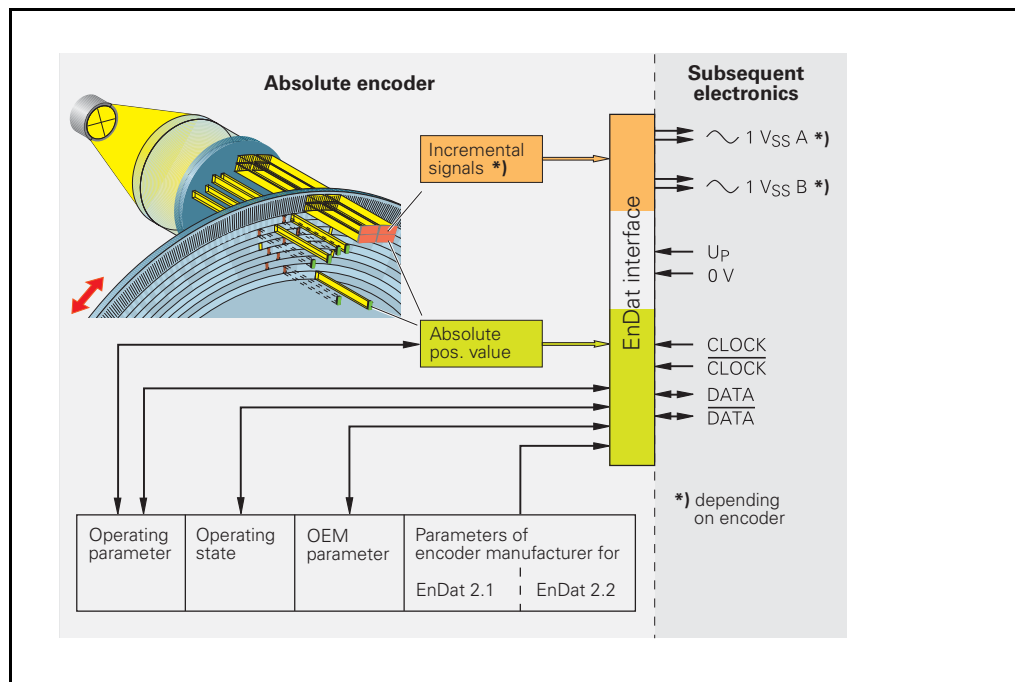 Absolute encoder
Subsequent
electronics
Incremental
signals *)
1 VSS A *)
1 VSS B *)
EnDat interface
UP
0 V
Absolute
pos. value
CLOCK
CLOCK
DATA
DATA
*) depending
on encoder
Operating
parameter
Operating
state
OEM
parameter
Parameters of
encoder manufacturer for
EnDat 2.1
EnDat 2.2